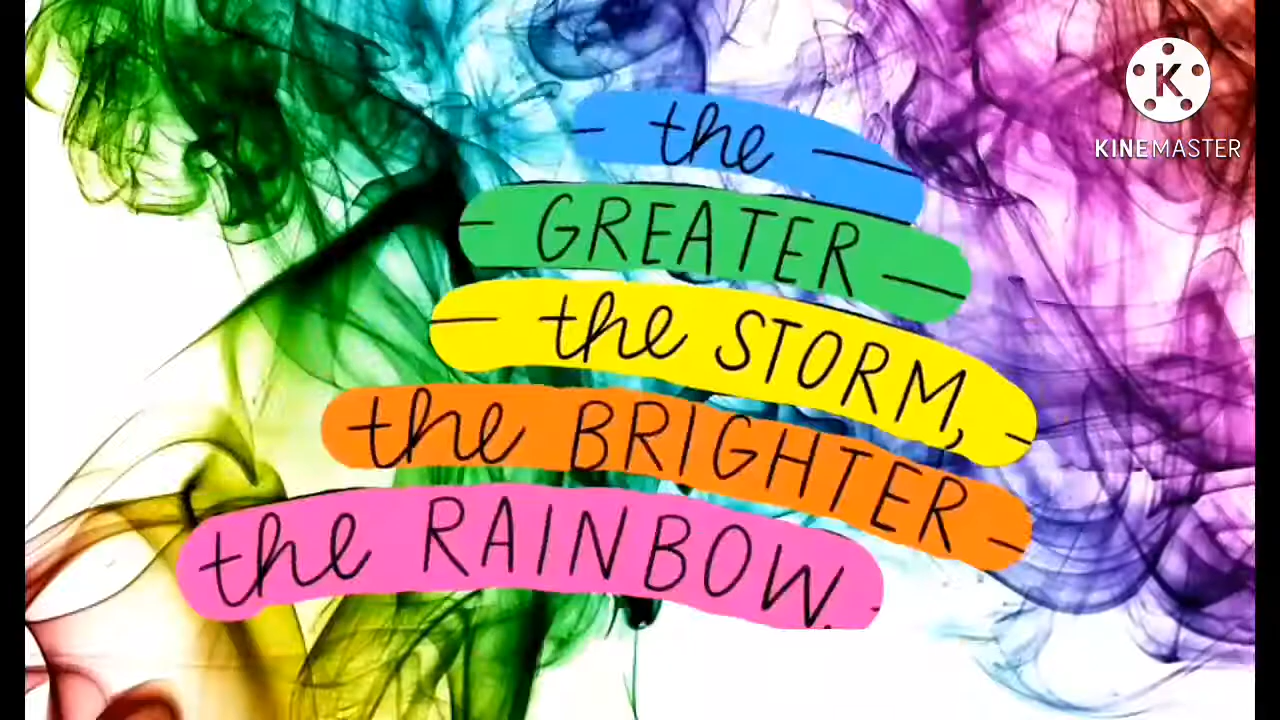 the
GREATER
the STORM,
the BRIGHTER
the RAINBOW.
K
KINEMASTER